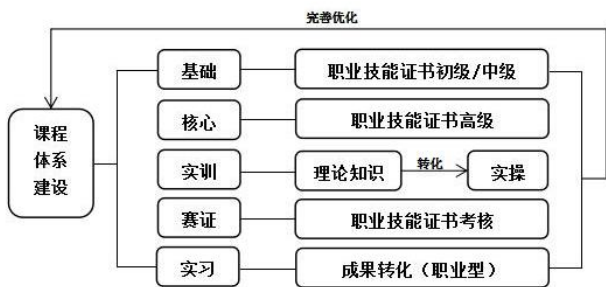 完善优化
基础
职业技能证书初级/中级
核心
职业技能证书高级
课程
体系
建设
实训
理论知识
转化
实操
赛证
职业技能证书考核
实习
成果转化（职业型）